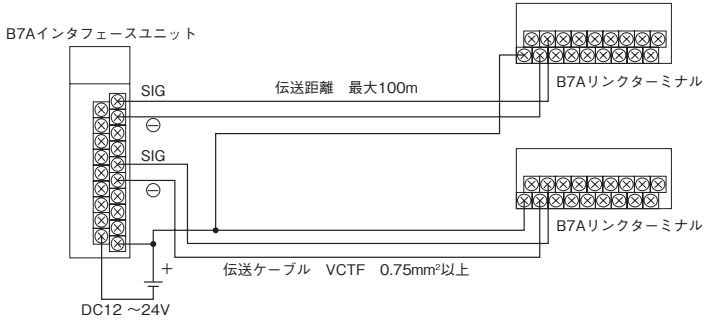 B7Aインタフェースユニット
SIG
伝送距離 最大100m
B7Aリンクターミナル
⊖
SIG
⊖
B7Aリンクターミナル
+
伝送ケーブル VCTF 0.75mm²以上
DC12 ~24V